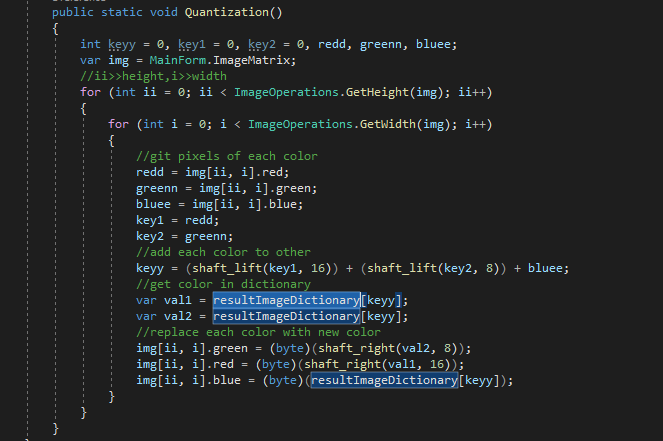 public static void Quantization()
{
int keyy = 0, key1 = 0, key2 = 0, redd, greenn, bluee;
var img = MainForm.ImageMatrix;
//ii>>height,i>>width
for (int ii = 0; ii < ImageOperations.GetHeight(img); ii++)
{
for (int i = 0; i < ImageOperations.GetWidth(img); i++)
{
//git pixels of each color
redd = img[ii, i].red;
greenn = img[ii, i].green;
bluee = img[ii, i].blue;
key1 = redd;
key2 = greenn;
//add each color to other
keyy = (shaft_lift(key1, 16)) + (shaft_lift(key2, 8)) + bluee;
//get color in dictionary
var val1 = resultImageDictionary[keyy];
var val2 = resultImageDictionary[keyy];
//replace each color with new color
img[ii, i].green = (byte)(shaft_right(val2, 8));
img[ii, i].red = (byte)(shaft_right(val1, 16));
img[ii, i].blue = (byte)(resultImageDictionary[keyy]);
}
}
}